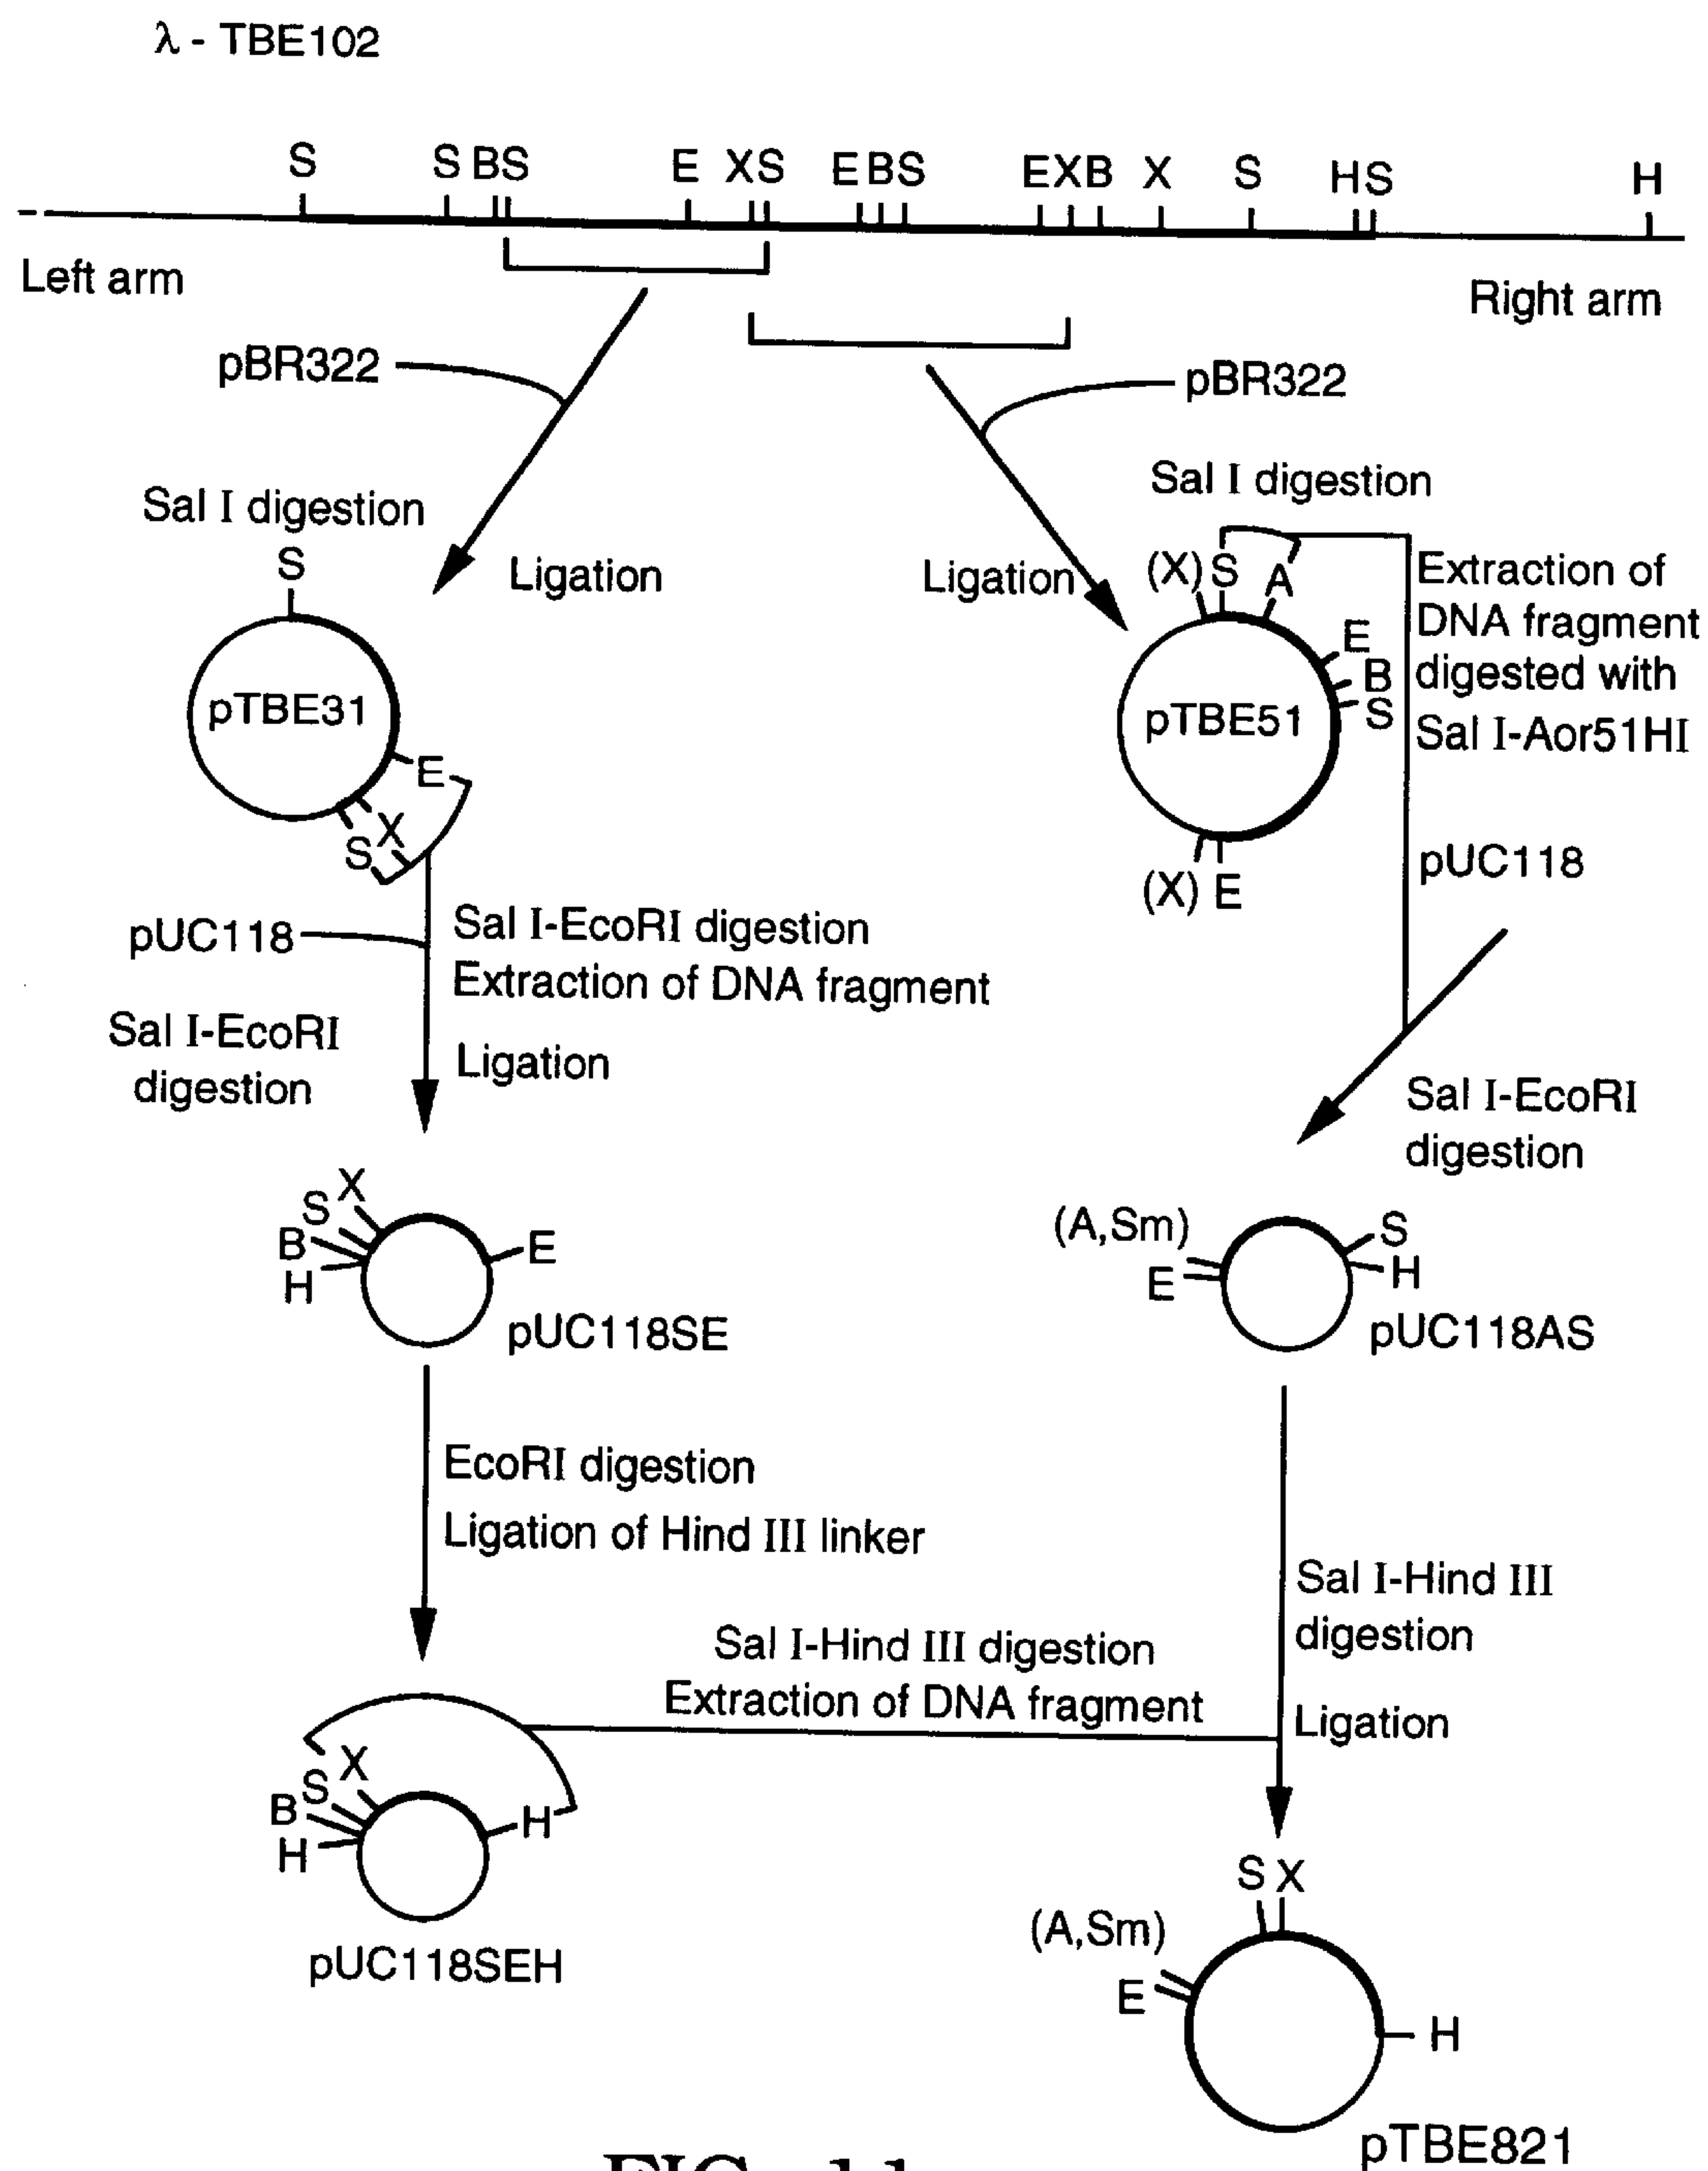 λ - TBE102
S S B S E X S E B S E X B X S H S H
Left arm
Right arm
pBR322
pBR322
Sal I digestion
Ligation
S
pTBE31
E
X
S
Sal I digestion
Ligation
(X) S A
E
B
S
pTBE51
(X) E
Extraction of
DNA fragment
digested with
Sal I-Aor51HI
pUC118
pUC118
Sal I-EcoRI digestion
Extraction of DNA fragment
Sal I-EcoRI
digestion
Ligation
Sal I-EcoRI
digestion
X
S
B
H
E
pUC118SE
(A,Sm)
E
S
H
pUC118AS
EcoRI digestion
Ligation of Hind III linker
Sal I-Hind III
digestion
Sal I-Hind III digestion
Extraction of DNA fragment
Ligation
X
S
B
H
H
pUC118SEH
S X
(A,Sm)
E
H
pTBE821